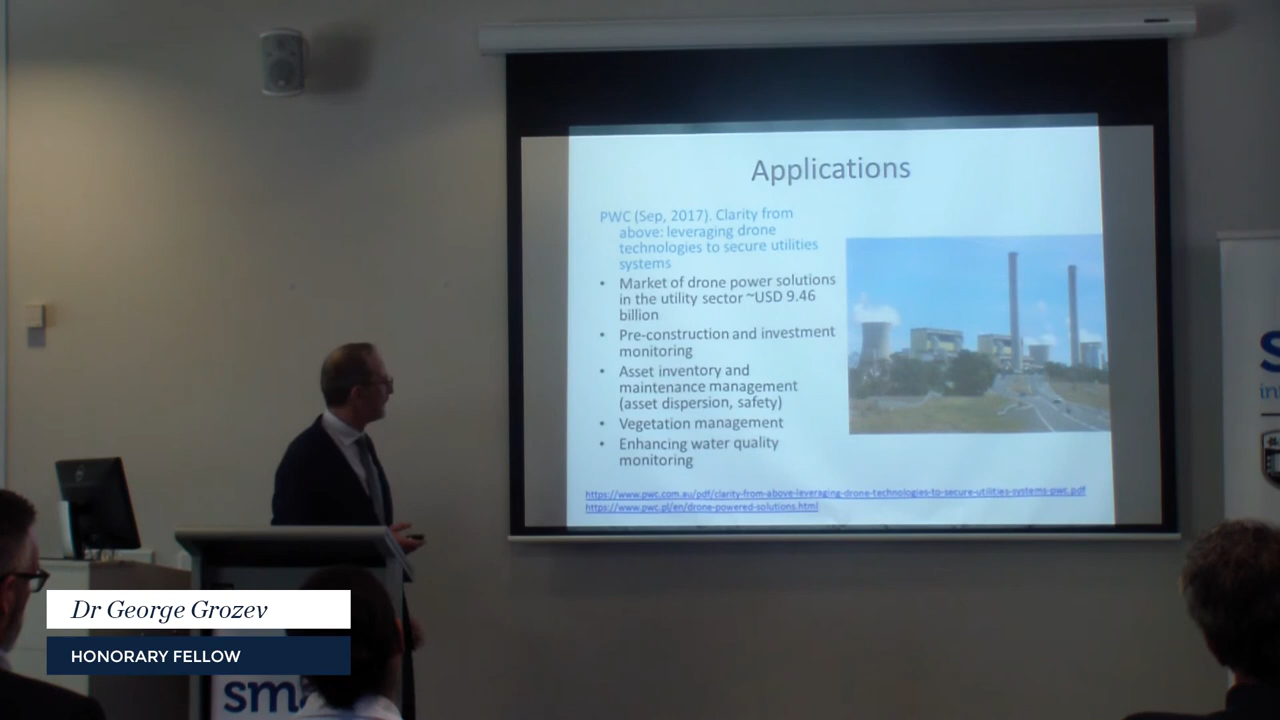 Applications
PWC (Sep, 2017). Clarity from
above: leveraging drone
technologies to secure utilities
systems
• Market of drone power solutions
in the utility sector ~USD 9.46
billion
• Pre-construction and investment
monitoring
• Asset inventory and
maintenance management
(asset dispersion, safety)
• Vegetation management
• Enhancing water quality
monitoring
https://www.pwc.com.au/pdf/clarity-from-above-leveraging-drone-technologies-to-secure-utilities-systems-pwc.pdf
https://www.pwc.pl/en/drone-powered-solutions.html
Dr George Grozev
HONORARY FELLOW